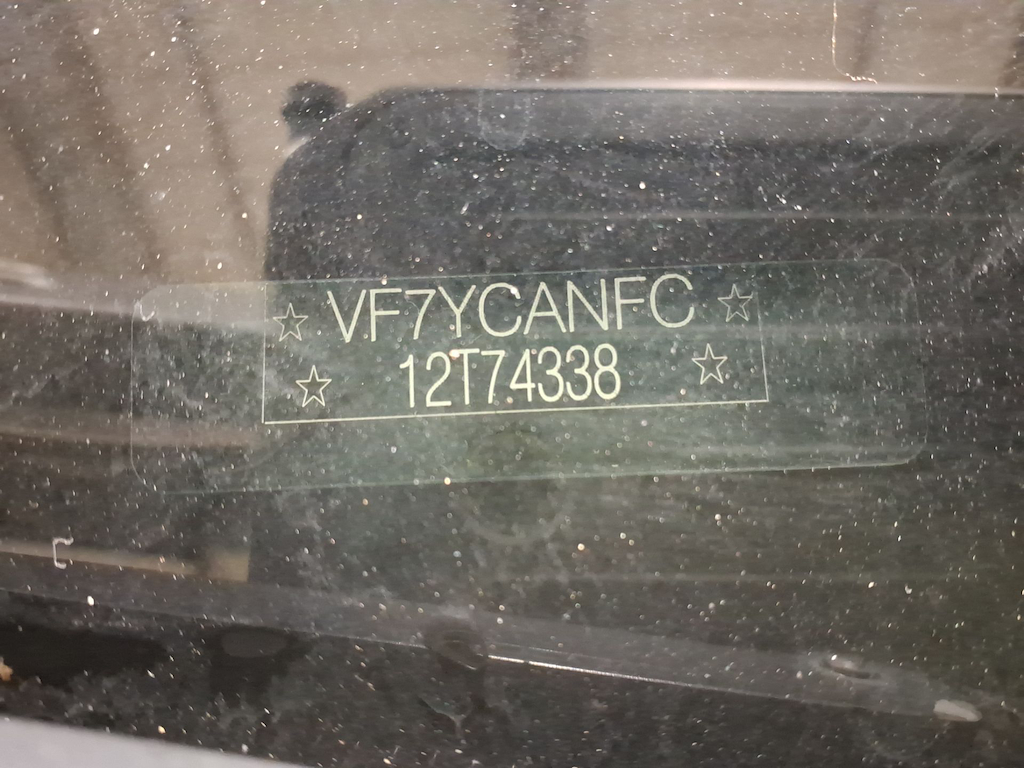 ☆ VF7YCANFC ☆
☆ 12T74338 ☆